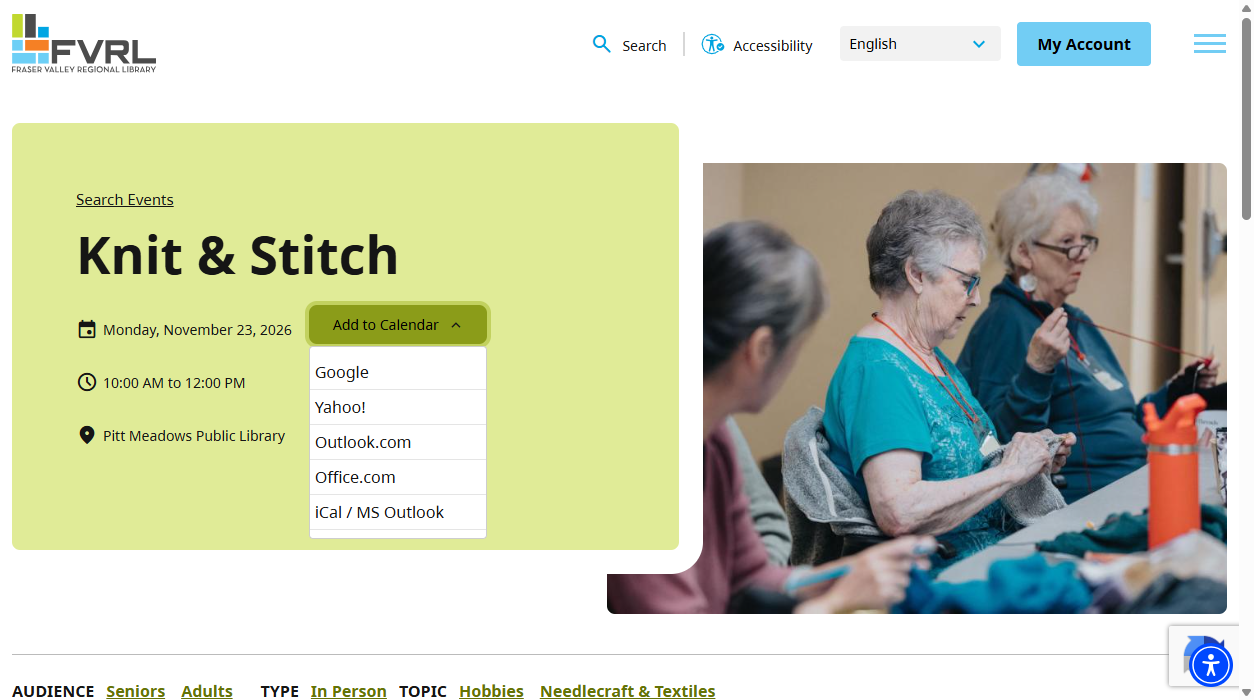 FVRL
FRASER VALLEY REGIONAL LIBRARY
Search
Accessibility
English
My Account
Search Events
Knit & Stitch
Monday, November 23, 2026
Add to Calendar
10:00 AM to 12:00 PM
Pitt Meadows Public Library
Google
Yahoo!
Outlook.com
Office.com
iCal / MS Outlook
AUDIENCE Seniors Adults TYPE In Person TOPIC Hobbies Needlecraft & Textiles